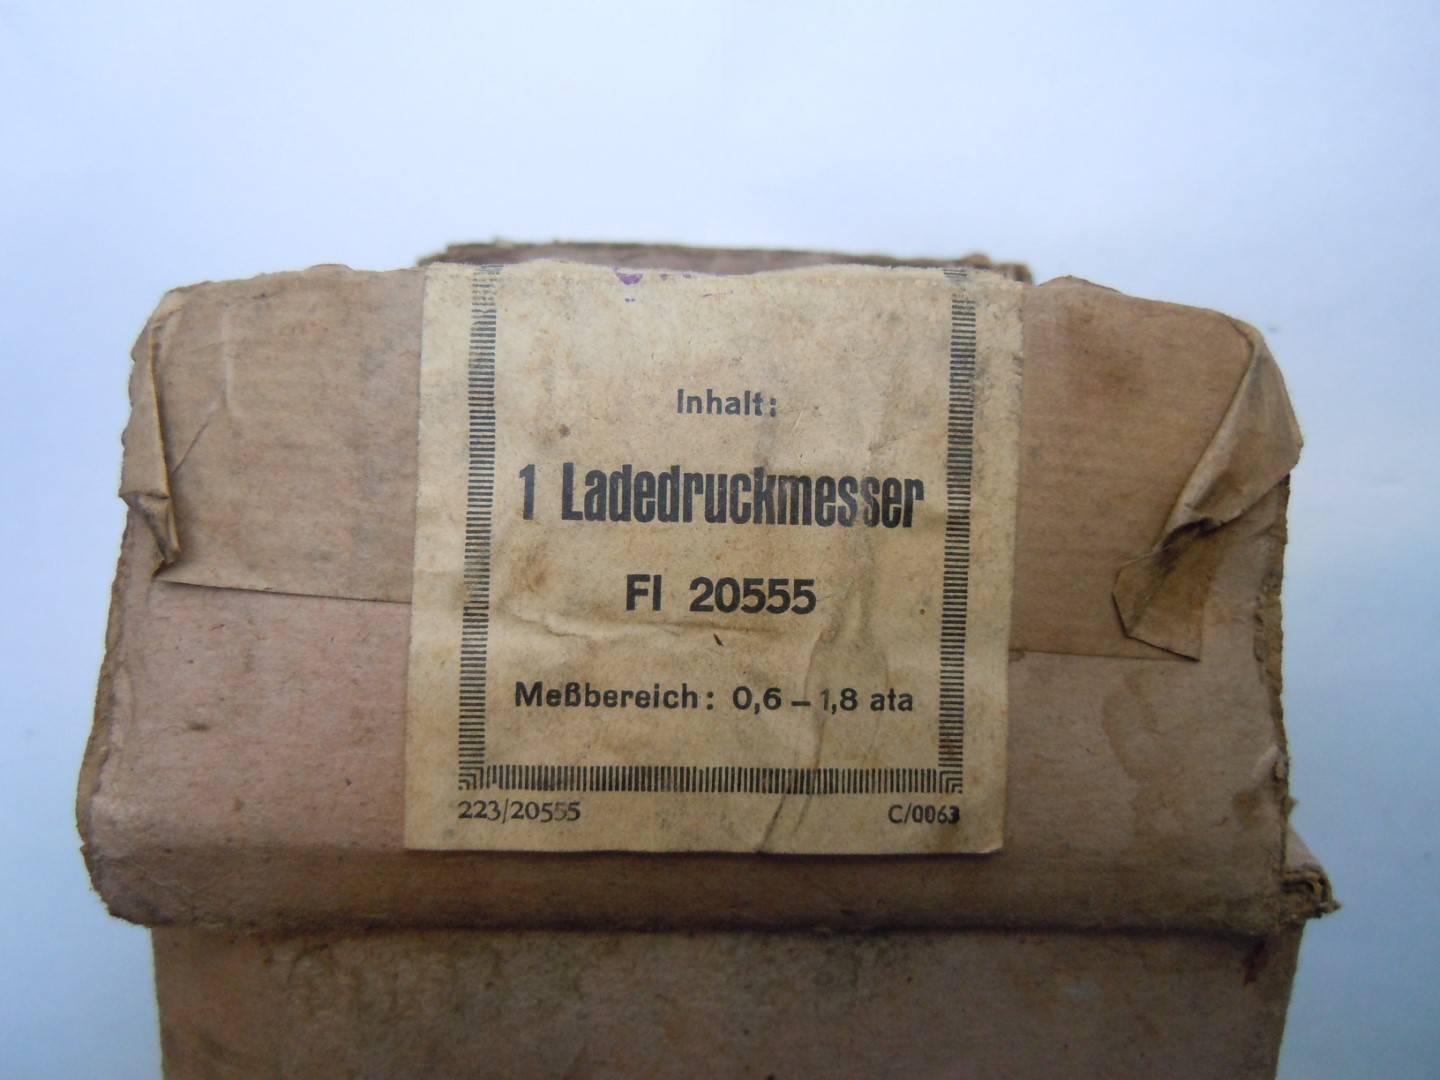 Inhalt:
1 Ladedruckmesser
Fl 20555
Meßbereich: 0,6 – 1,8 ata
223/20555
C/0063